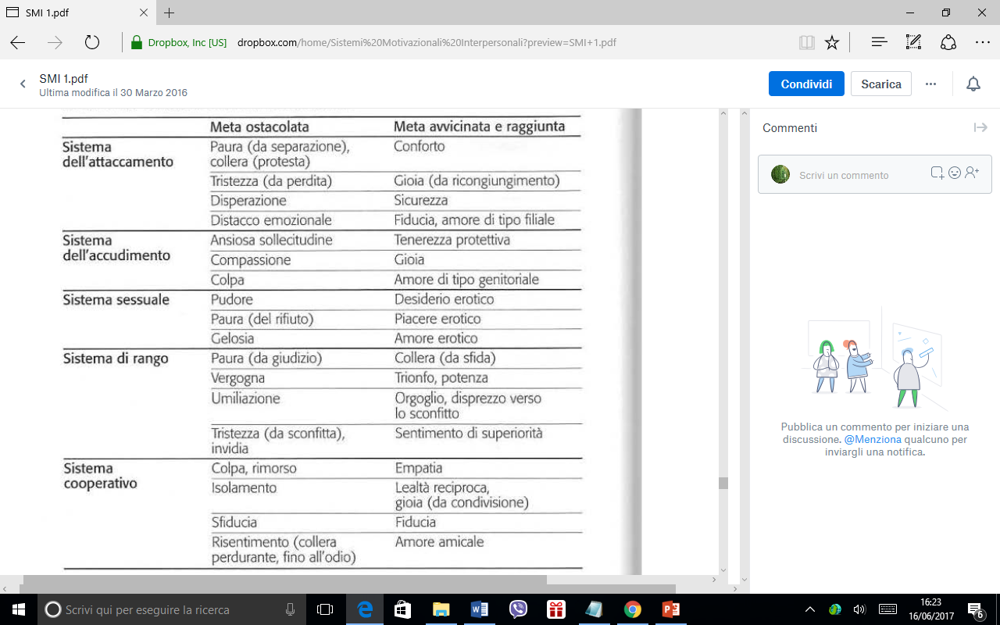 SMI 1.pdf
Dropbox, Inc [US] dropbox.com/home/Sistemi%20Motivazionali%20Interpersonali?preview=SMI+1.pdf
SMI 1.pdf
Ultima modifica il 30 Marzo 2016
Condividi
Scarica
Meta ostacolata Meta avvicinata e raggiunta
Sistema Paura (da separazione), Conforto
dell'attaccamento collera (protesta)
Tristezza (da perdita) Gioia (da ricongiungimento)
Disperazione Sicurezza
Distacco emozionale Fiducia, amore di tipo filiale
Sistema Ansiosa sollecitudine Tenerezza protettiva
dell'accudimento
Compassione Gioia
Colpa Amore di tipo genitoriale
Sistema sessuale Pudore Desiderio erotico
Paura (del rifiuto) Piacere erotico
Gelosia Amore erotico
Sistema di rango Paura (da giudizio) Collera (da sfida)
Vergogna Trionfo, potenza
Umiliazione Orgoglio, disprezzo verso
lo sconfitto
Tristezza (da sconfitta), Sentimento di superiorità
invidia
Sistema Colpa, rimorso Empatia
cooperativo
Isolamento Lealtà reciproca,
gioia (da condivisione)
Sfiducia Fiducia
Risentimento (collera Amore amicale
perdurante, fino all'odio)
Commenti
Scrivi un commento
Pubblica un commento per iniziare una
discussione. @Menziona qualcuno per
inviargli una notifica.
Scrivi qui per eseguire la ricerca
16:23
16/06/2017
6